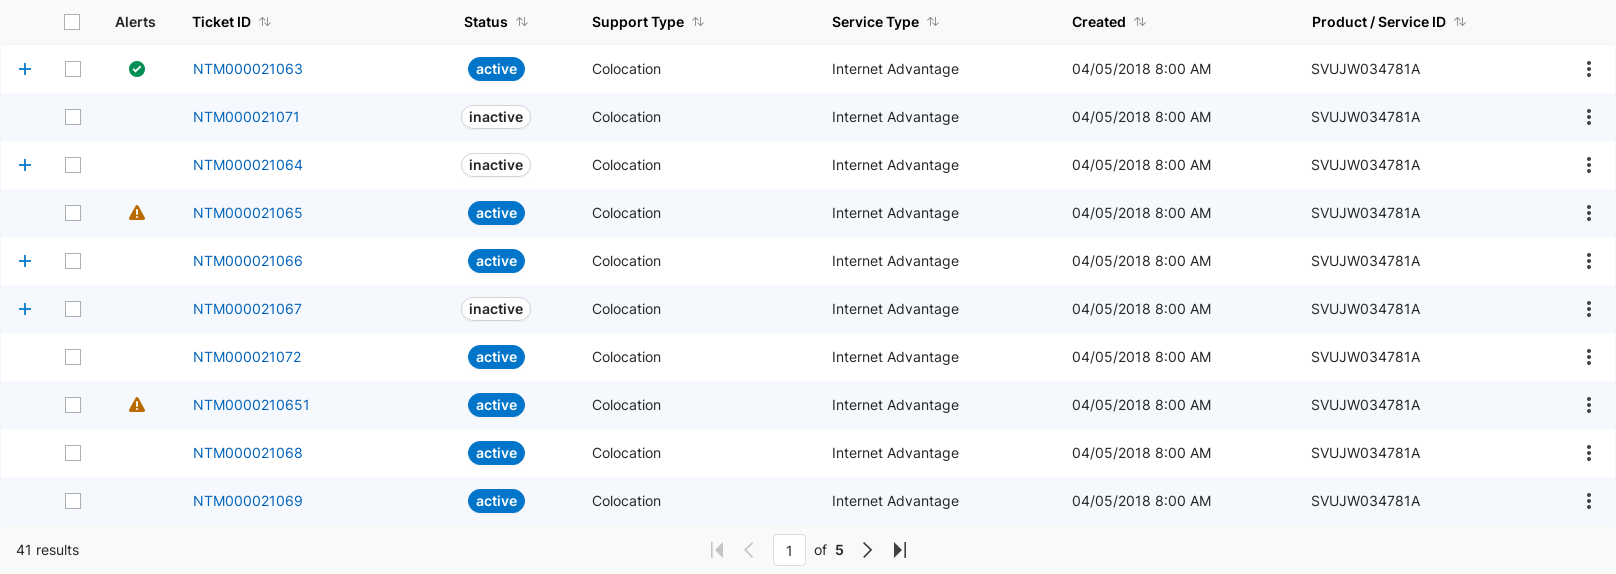 Alerts Ticket ID Status Support Type Service Type Created Product / Service ID
NTM000021063 active Colocation Internet Advantage 04/05/2018 8:00 AM SVUJW034781A
NTM000021071 inactive Colocation Internet Advantage 04/05/2018 8:00 AM SVUJW034781A
NTM000021064 inactive Colocation Internet Advantage 04/05/2018 8:00 AM SVUJW034781A
NTM000021065 active Colocation Internet Advantage 04/05/2018 8:00 AM SVUJW034781A
NTM000021066 active Colocation Internet Advantage 04/05/2018 8:00 AM SVUJW034781A
NTM000021067 inactive Colocation Internet Advantage 04/05/2018 8:00 AM SVUJW034781A
NTM000021072 active Colocation Internet Advantage 04/05/2018 8:00 AM SVUJW034781A
NTM0000210651 active Colocation Internet Advantage 04/05/2018 8:00 AM SVUJW034781A
NTM000021068 active Colocation Internet Advantage 04/05/2018 8:00 AM SVUJW034781A
NTM000021069 active Colocation Internet Advantage 04/05/2018 8:00 AM SVUJW034781A
41 results 1 of 5